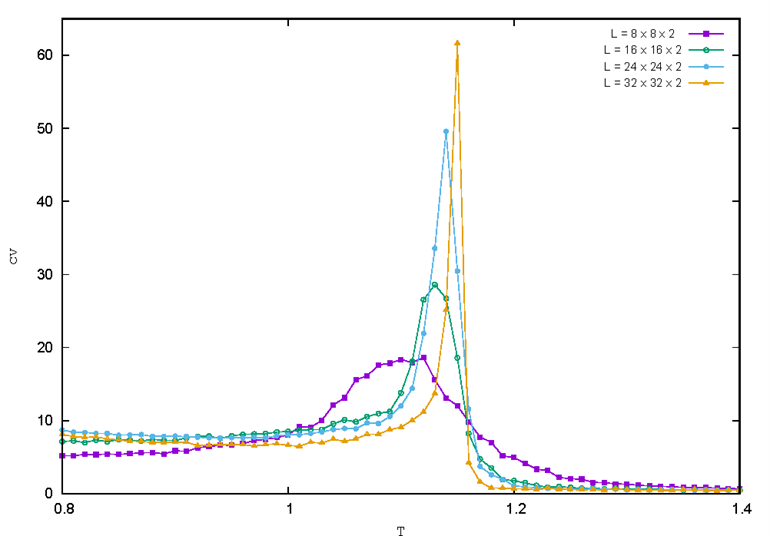 L = 8 x 8 x 2
L = 16 x 16 x 2
L = 24 x 24 x 2
L = 32 x 32 x 2
60
50
40
30
20
10
0
CV
0.8
1
1.2
1.4
T